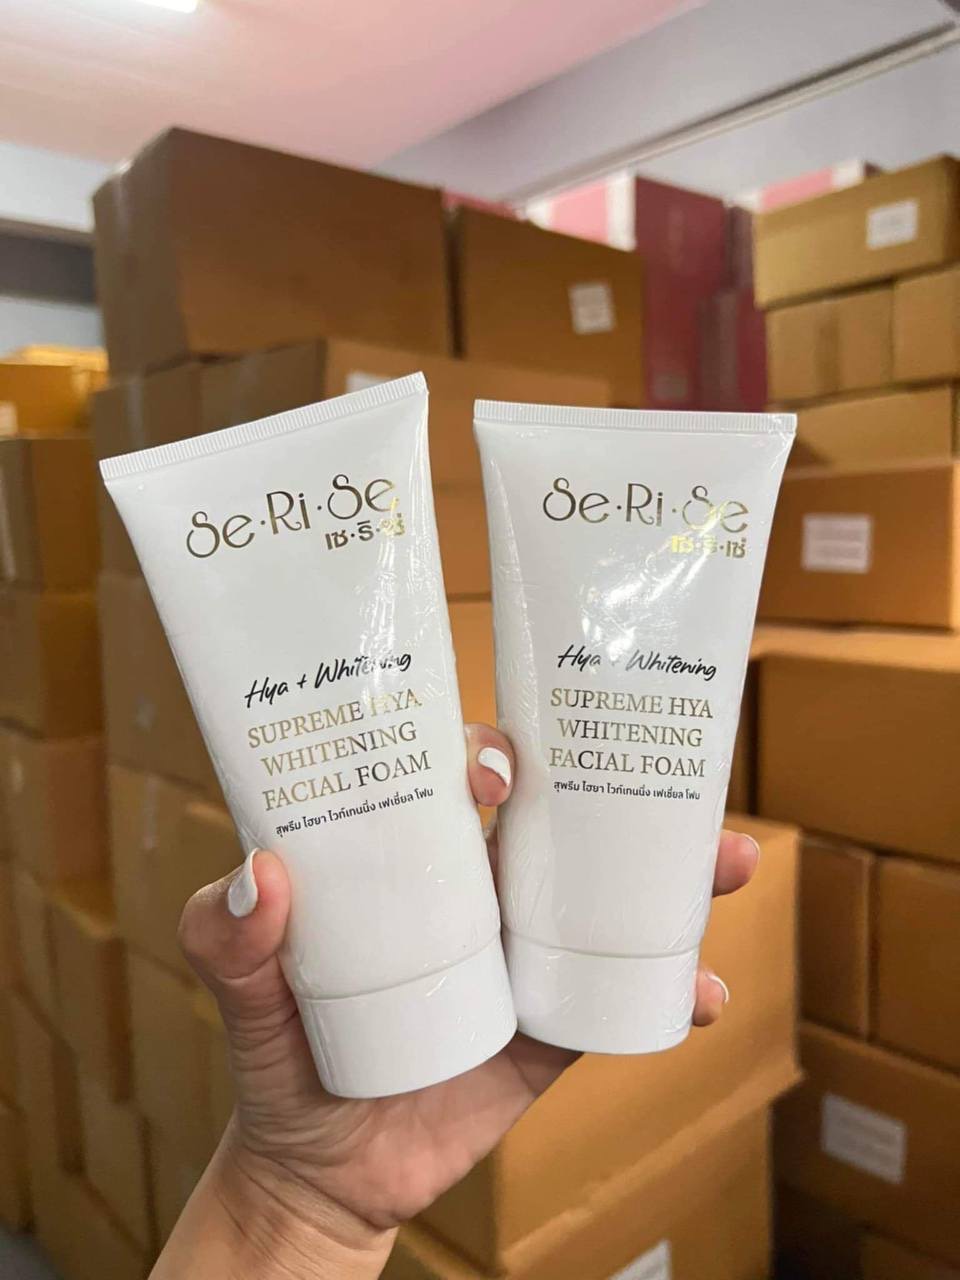 Se·Ri·Se
เซ·ริ·เซ่
Hya + Whitening
SUPREME HYA
WHITENING
FACIAL FOAM
สุพรีม ไฮยา ไวท์เทนนิ่ง เฟเชี่ยล โฟม
Se·Ri·Se
เซ·ริ·เซ่
Hya + Whitening
SUPREME HYA
WHITENING
FACIAL FOAM
สุพรีม ไฮยา ไวท์เทนนิ่ง เฟเชี่ยล โฟม